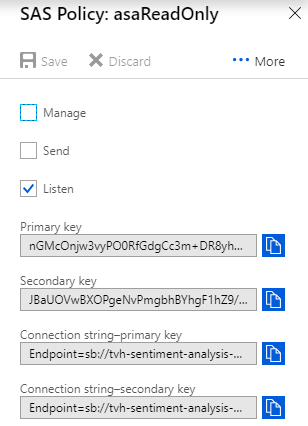 SAS Policy: asaReadOnly
Save Discard ••• More
Manage
Send
Listen
Primary key
nGMcOnjw3vyPO0RfGdgCc3m+DR8yh...
Secondary key
JBaUOVwBXOPgeNvPmgbhBYhgF1hZ9/...
Connection string–primary key
Endpoint=sb://tvh-sentiment-analysis-...
Connection string–secondary key
Endpoint=sb://tvh-sentiment-analysis-...